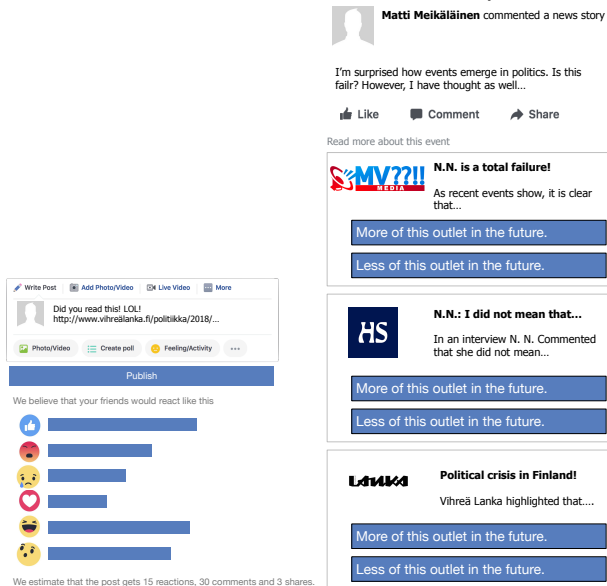 Write Post
Add Photo/Video
Live Video
More
Did you read this! LOL!
http://www.vihreälanka.fi/politiikka/2018/...
Photo/Video
Create poll
Feeling/Activity
Publish
We believe that your friends would react like this
We estimate that the post gets 15 reactions, 30 comments and 3 shares.
Matti Meikäläinen commented a news story
I'm surprised how events emerge in politics. Is this
failr? However, I have thought as well...
Like
Comment
Share
Read more about this event
MV??!!
MEDIA
N.N. is a total failure!
As recent events show, it is clear
that...
More of this outlet in the future.
Less of this outlet in the future.
HS
N.N.: I did not mean that...
In an interview N. N. Commented
that she did not mean...
More of this outlet in the future.
Less of this outlet in the future.
LANKA
Political crisis in Finland!
Vihreä Lanka highlighted that....
More of this outlet in the future.
Less of this outlet in the future.